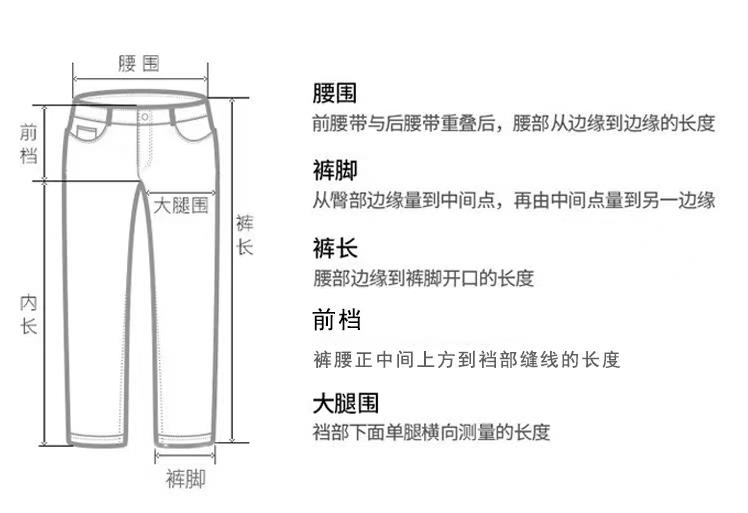 腰围
前档
大腿围
裤长
内长
裤脚
腰围
前腰带与后腰带重叠后，腰部从边缘到边缘的长度
裤脚
从臀部边缘量到中间点，再由中间点量到另一边缘
裤长
腰部边缘到裤脚开口的长度
前档
裤腰正中间上方到裆部缝线的长度
大腿围
裆部下面单腿横向测量的长度